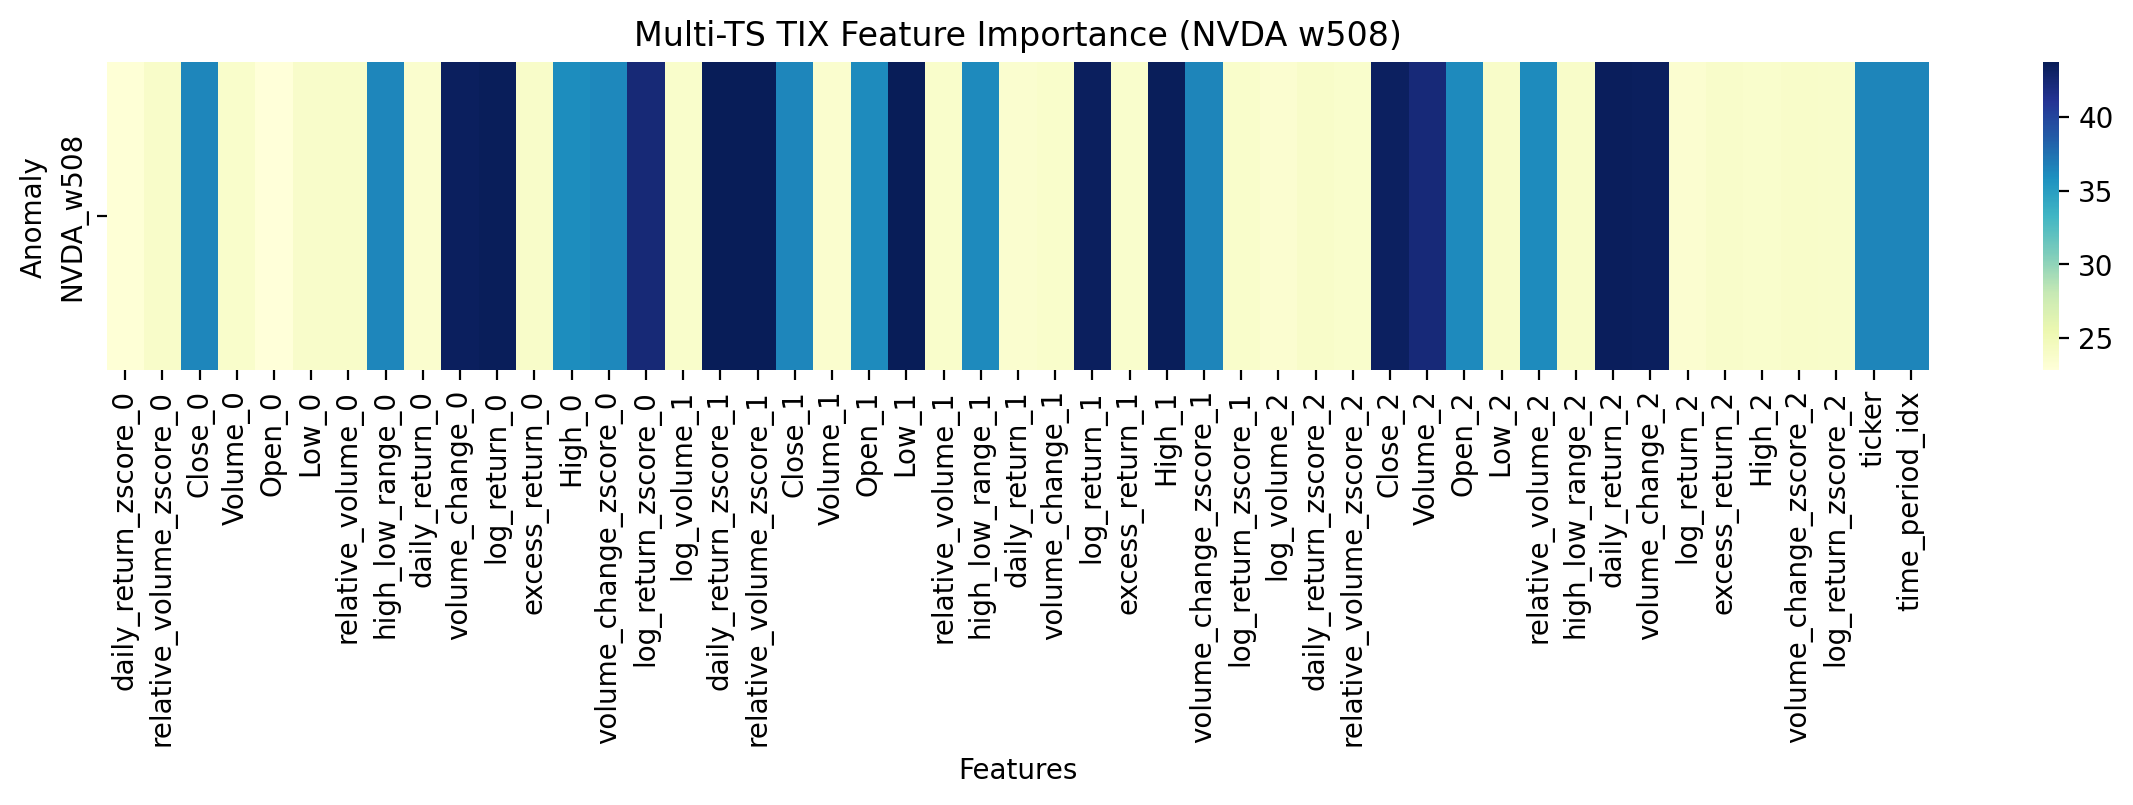 Multi-TS TIX Feature Importance (NVDA w508)
Anomaly
NVDA_w508
40
35
30
25
daily_return_zscore_0
relative_volume_zscore_0
Close_0
Volume_0
Open_0
Low_0
relative_volume_0
high_low_range_0
daily_return_0
volume_change_0
log_return_0
excess_return_0
High_0
volume_change_zscore_0
log_return_zscore_0
log_volume_1
daily_return_zscore_1
relative_volume_zscore_1
Close_1
Volume_1
Open_1
Low_1
relative_volume_1
high_low_range_1
daily_return_1
volume_change_1
log_return_1
excess_return_1
High_1
volume_change_zscore_1
log_return_zscore_1
log_volume_2
daily_return_zscore_2
relative_volume_zscore_2
Close_2
Volume_2
Open_2
Low_2
relative_volume_2
high_low_range_2
daily_return_2
volume_change_2
log_return_2
excess_return_2
High_2
volume_change_zscore_2
log_return_zscore_2
ticker
time_period_idx
Features